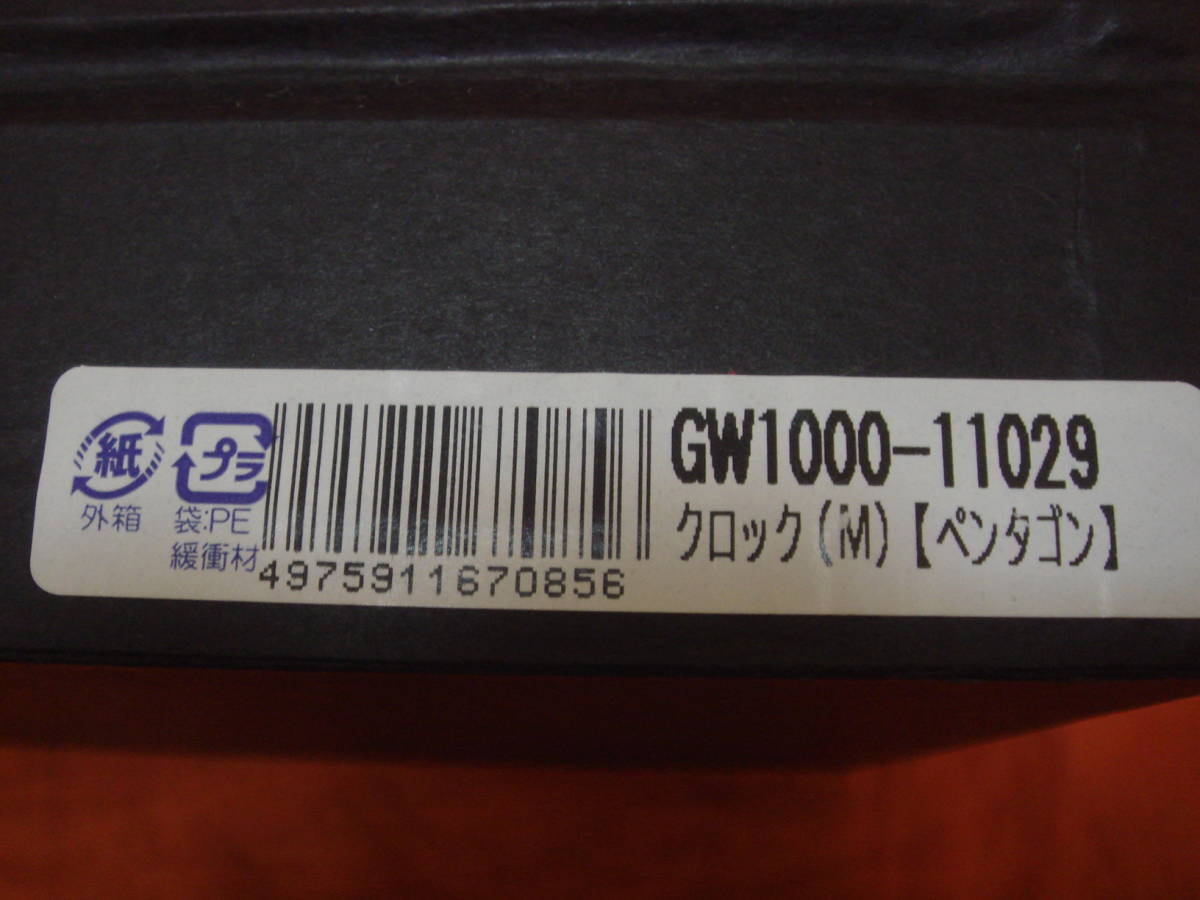 紙
外箱
プラ
袋:PE
緩衝材
4975911670856
GW1000-11029
クロック(M)【ペンタゴン】